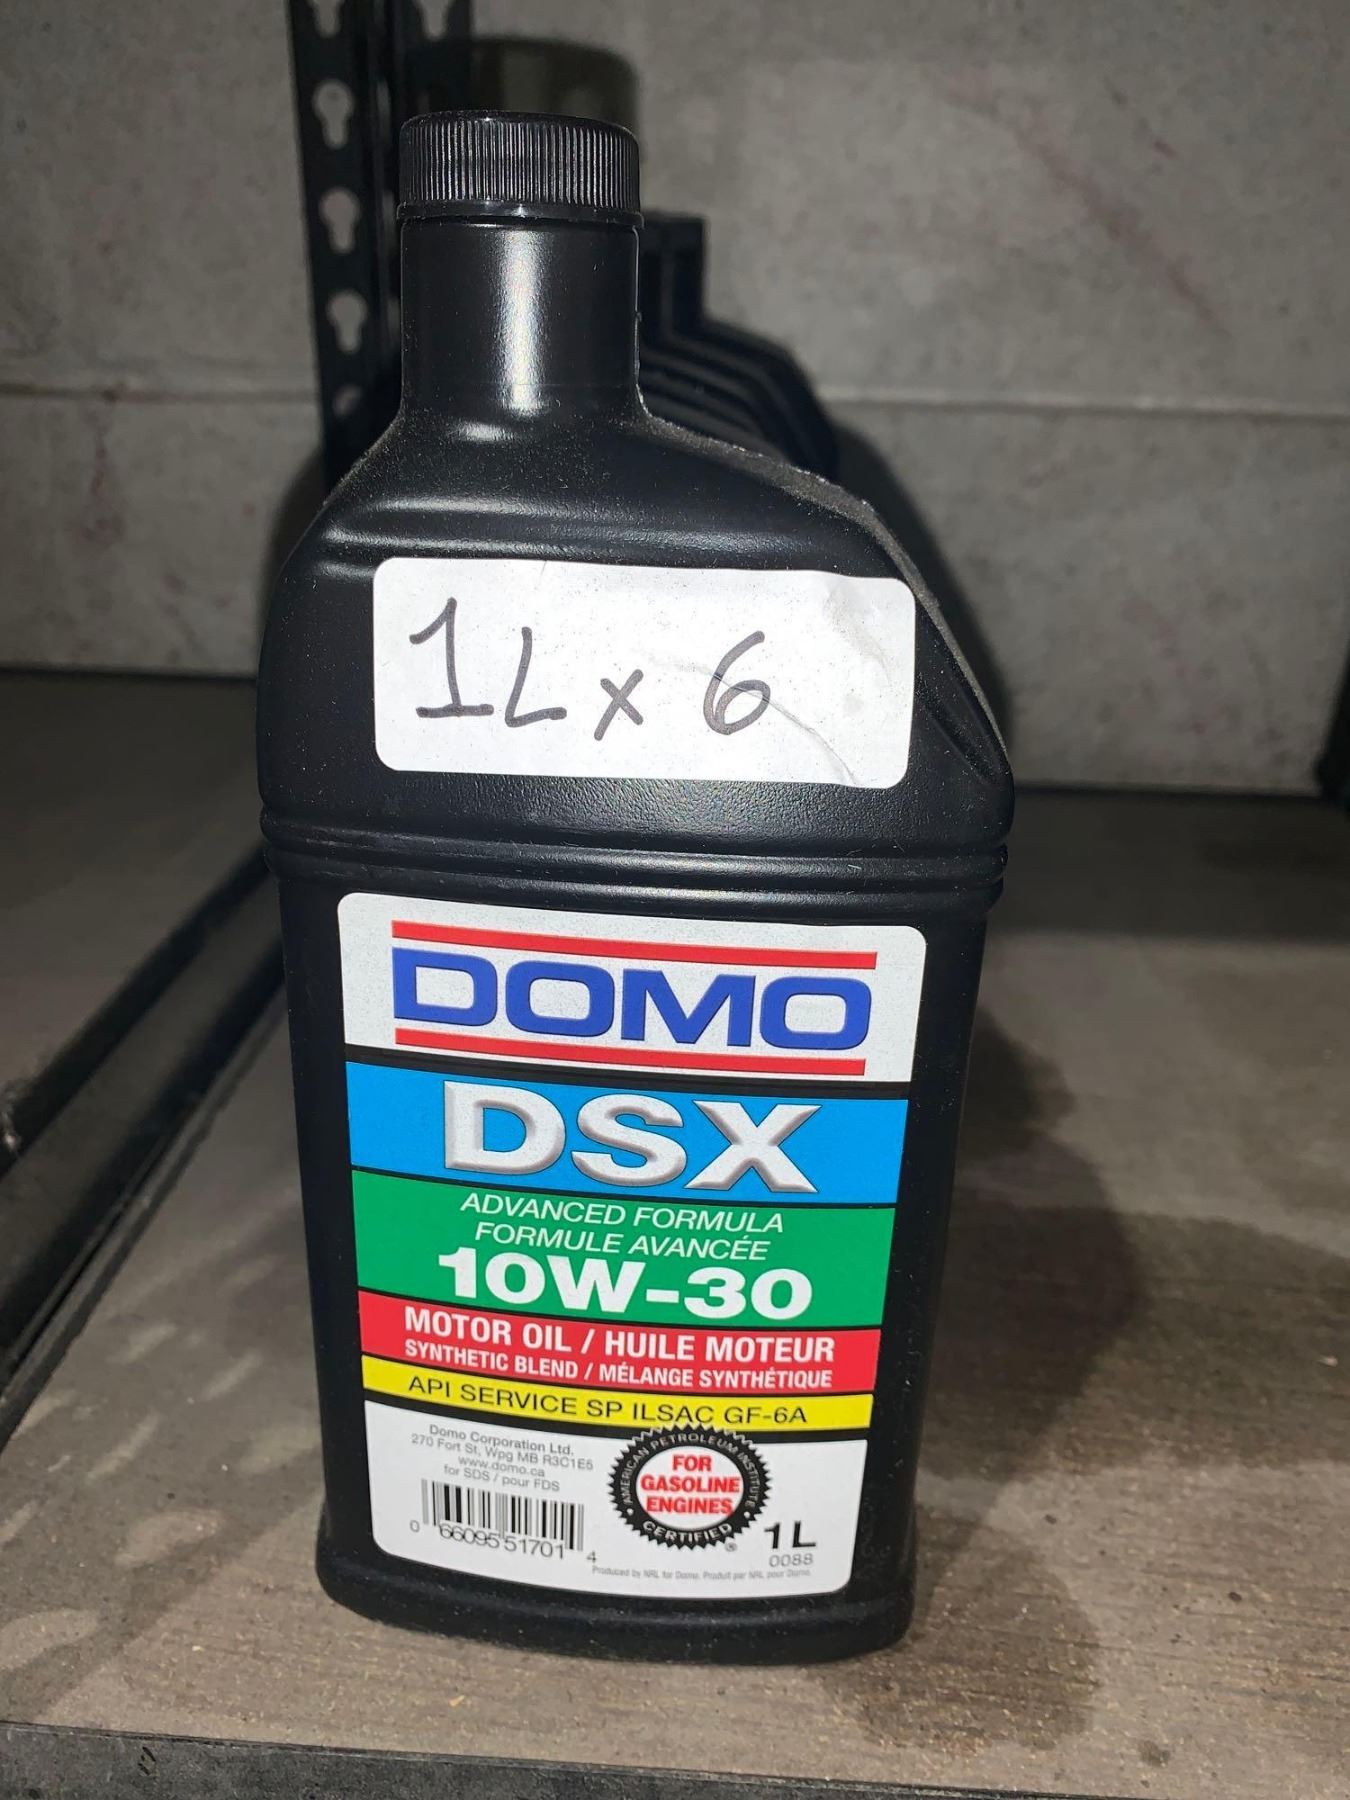 1L x 6
DOMO
DSX
ADVANCED FORMULA
FORMULE AVANCÉE
10W-30
MOTOR OIL / HUILE MOTEUR
SYNTHETIC BLEND / MÉLANGE SYNTHÉTIQUE
API SERVICE SP ILSAC GF-6A
Domo Corporation Ltd.
270 Fort St, Wpg MB R3C1E5
www.domo.ca
for SDS / pour FDS
0 66095 51701 4
AMERICAN PETROLEUM INSTITUTE
FOR
GASOLINE
ENGINES
CERTIFIED
®
1L
0088
Produced by NRL for Domo. Produit par NRL pour Domo.